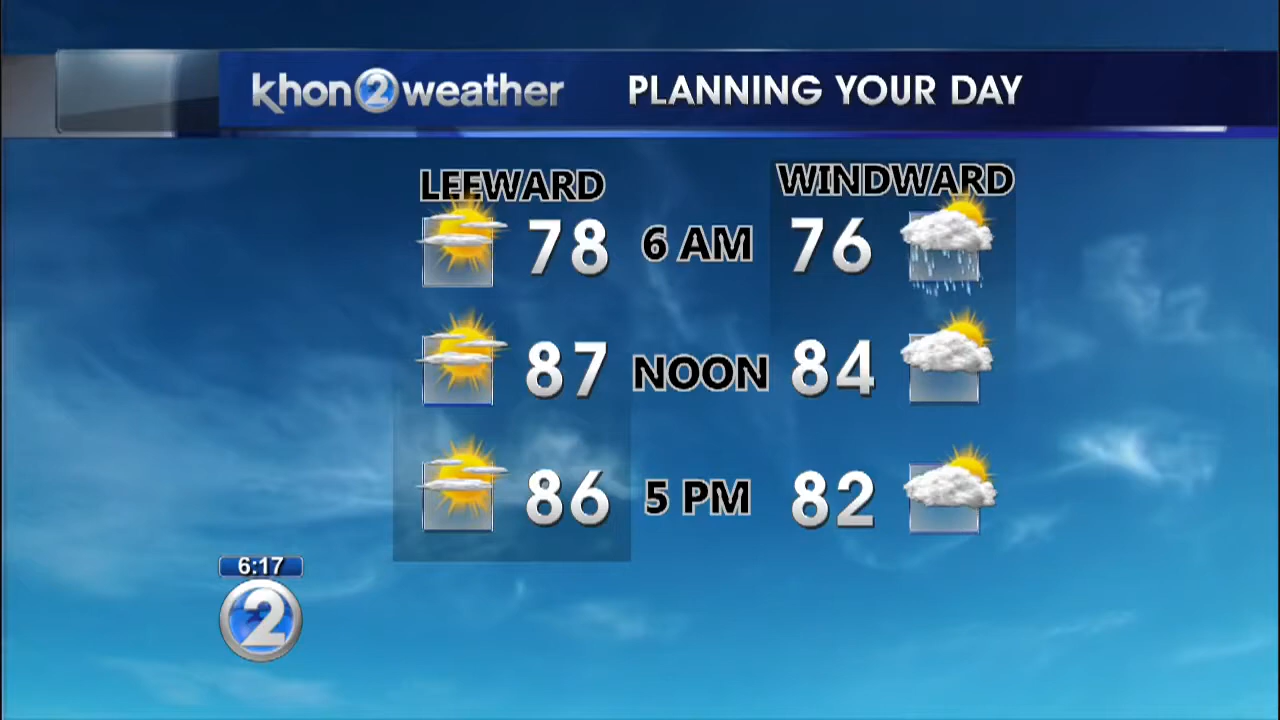 khon2weather PLANNING YOUR DAY
LEEWARD WINDWARD
78 6 AM 76
87 NOON 84
86 5 PM 82
6:17
2